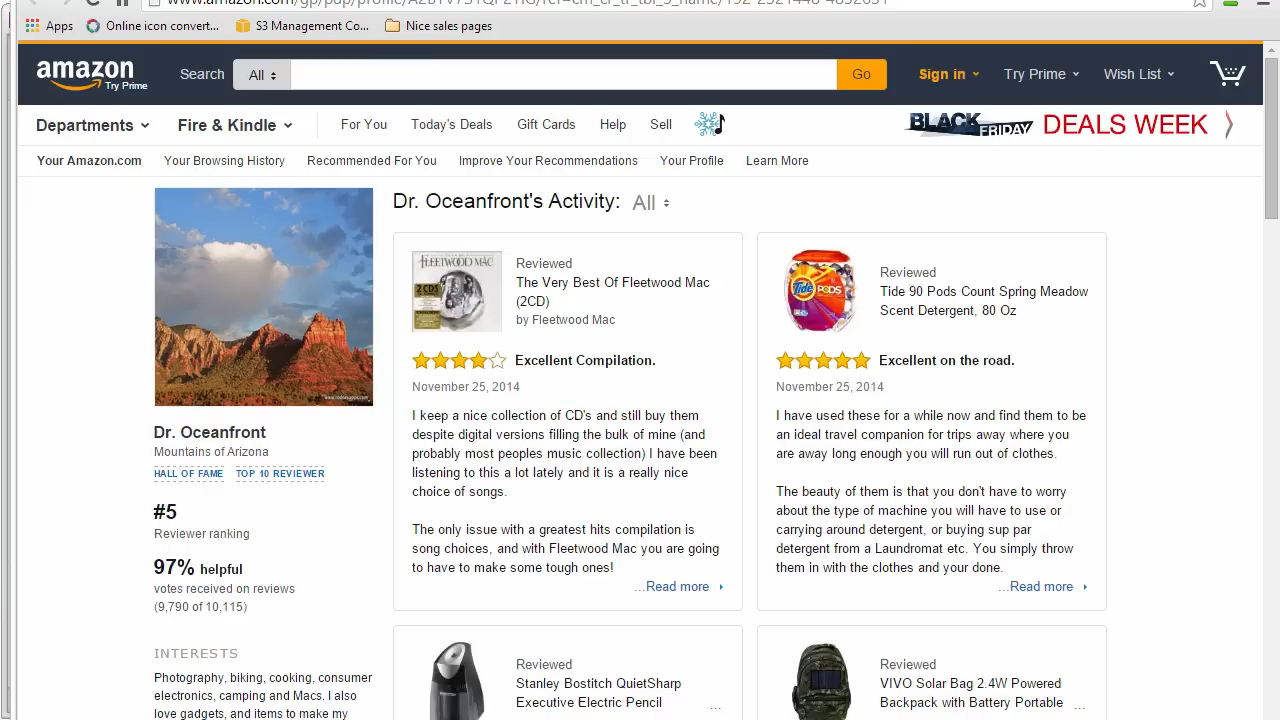 Apps Online icon convert... S3 Management Co... Nice sales pages
amazon Try Prime Search All Go Sign in Try Prime Wish List
Departments Fire & Kindle For You Today's Deals Gift Cards Help Sell BLACK FRIDAY DEALS WEEK
Your Amazon.com Your Browsing History Recommended For You Improve Your Recommendations Your Profile Learn More
Dr. Oceanfront
Mountains of Arizona
HALL OF FAME TOP 10 REVIEWER
#5
Reviewer ranking
97% helpful
votes received on reviews
(9,790 of 10,115)
INTERESTS
Photography, biking, cooking, consumer
electronics, camping and Macs. I also
love gadgets, and items to make my
Dr. Oceanfront's Activity: All
FLEETWOOD MAC
2 CDS
Reviewed
The Very Best Of Fleetwood Mac
(2CD)
by Fleetwood Mac
Excellent Compilation.
November 25, 2014
I keep a nice collection of CD's and still buy them
despite digital versions filling the bulk of mine (and
probably most peoples music collection) I have been
listening to this a lot lately and it is a really nice
choice of songs.
The only issue with a greatest hits compilation is
song choices, and with Fleetwood Mac you are going
to have to make some tough ones!
...Read more
Tide PODS
Reviewed
Tide 90 Pods Count Spring Meadow
Scent Detergent, 80 Oz
Excellent on the road.
November 25, 2014
I have used these for a while now and find them to be
an ideal travel companion for trips away where you
are away long enough you will run out of clothes.
The beauty of them is that you don't have to worry
about the type of machine you will have to use or
carrying around detergent, or buying sup par
detergent from a Laundromat etc. You simply throw
them in with the clothes and your done.
...Read more
Reviewed
Stanley Bostitch QuietSharp
Executive Electric Pencil ...
Reviewed
VIVO Solar Bag 2.4W Powered
Backpack with Battery Portable ...